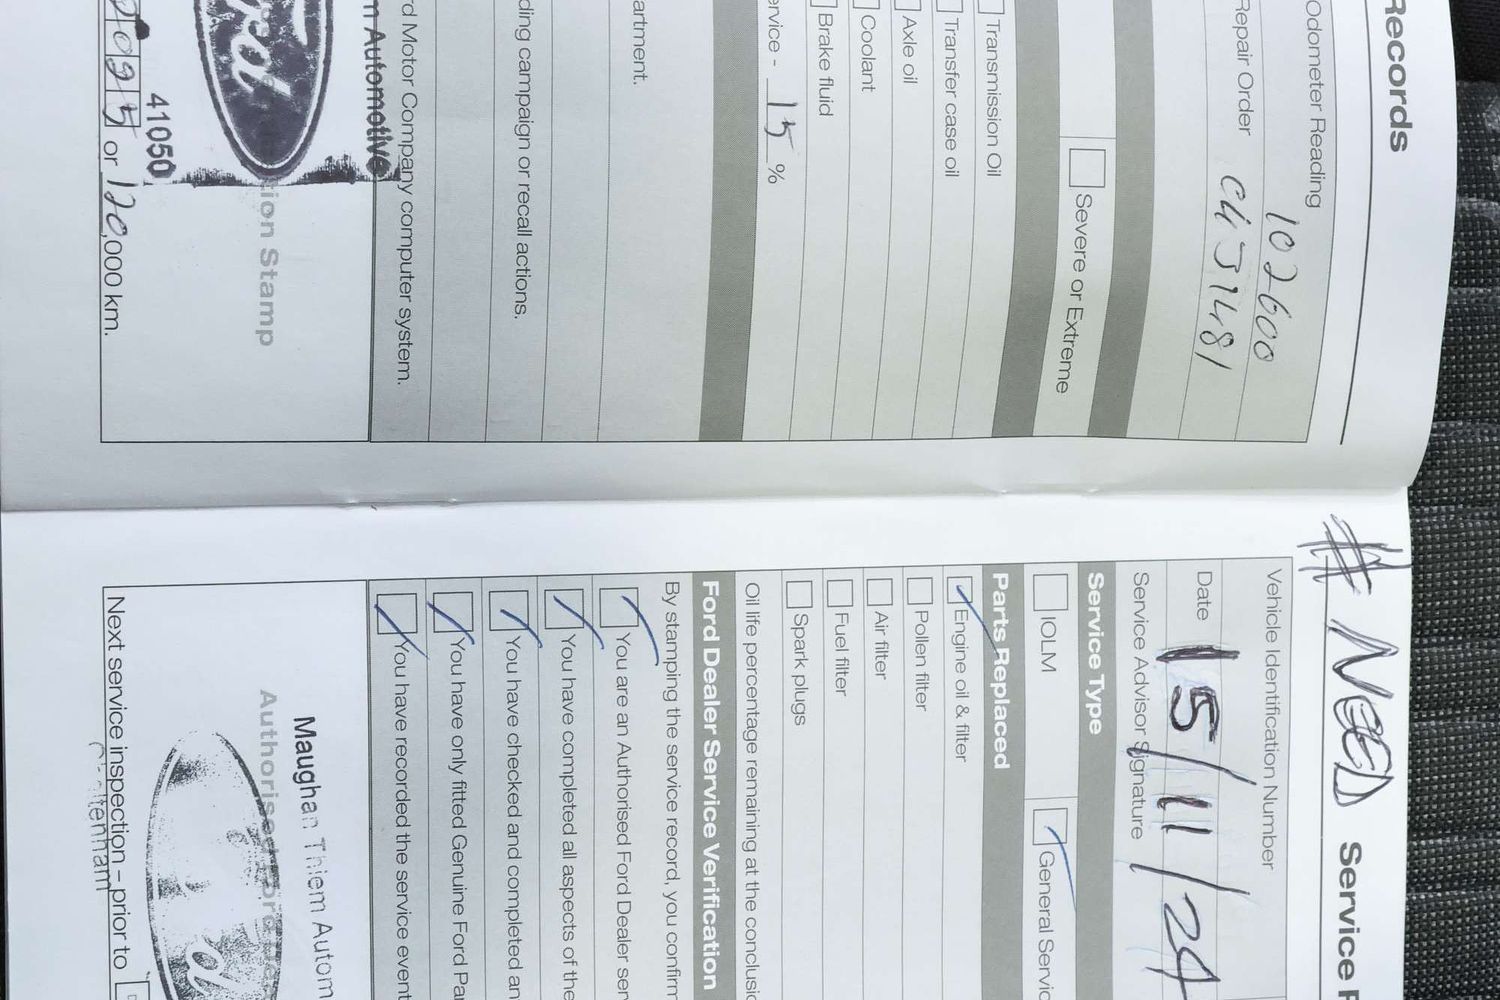 Records
Odometer Reading 102600
Repair Order C4J1481
Severe or Extreme
Transmission Oil
Transfer case oil
Axle oil
Coolant
Brake fluid
ervice - 15 %
artment.
ding campaign or recall actions.
rd Motor Company computer system.
m Automotive
ion Stamp
41050
0925 or 120,000 km.
# NEED Service
Vehicle Identification Number
Date 15/11/24
Service Advisor Signature
Service Type
IOLM General Servic
Parts Replaced
Engine oil & filter
Pollen filter
Air filter
Fuel filter
Spark plugs
Oil life percentage remaining at the conclusi
Ford Dealer Service Verification
By stamping the service record, you confirm
You are an Authorised Ford Dealer ser
You have completed all aspects of the
You have checked and completed an
You have only fitted Genuine Ford Pa
You have recorded the service event
Maughan Thiem Autom
Authoris
Next service inspection – prior to
Cheltenham